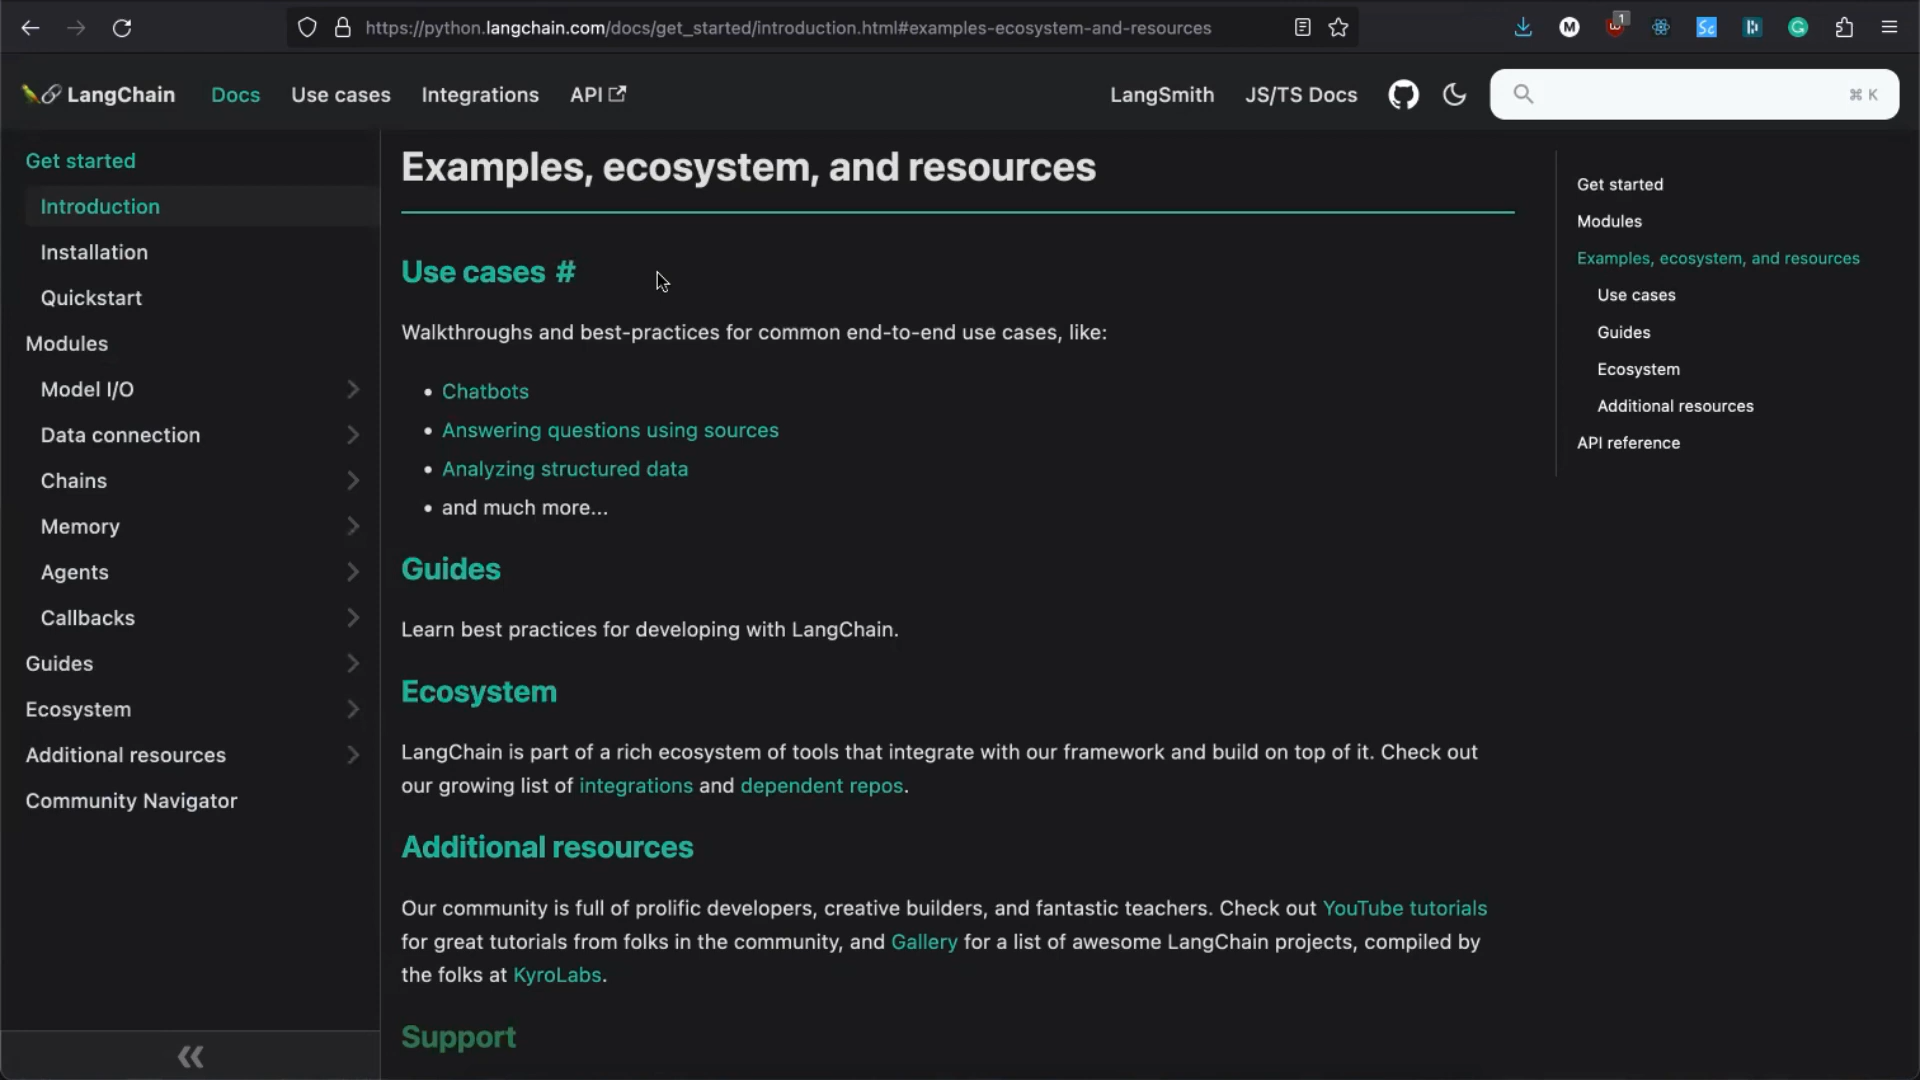 https://python.langchain.com/docs/get_started/introduction.html#examples-ecosystem-and-resources
M
1
Sc
G
LangChain
Docs
Use cases
Integrations
API
LangSmith
JS/TS Docs
⌘ K
Get started
Introduction
Installation
Quickstart
Modules
Model I/O
Data connection
Chains
Memory
Agents
Callbacks
Guides
Ecosystem
Additional resources
Community Navigator
Examples, ecosystem, and resources
Use cases #
Walkthroughs and best-practices for common end-to-end use cases, like:
• Chatbots
• Answering questions using sources
• Analyzing structured data
• and much more...
Guides
Learn best practices for developing with LangChain.
Ecosystem
LangChain is part of a rich ecosystem of tools that integrate with our framework and build on top of it. Check out
our growing list of integrations and dependent repos.
Additional resources
Our community is full of prolific developers, creative builders, and fantastic teachers. Check out YouTube tutorials
for great tutorials from folks in the community, and Gallery for a list of awesome LangChain projects, compiled by
the folks at KyroLabs.
Support
Get started
Modules
Examples, ecosystem, and resources
Use cases
Guides
Ecosystem
Additional resources
API reference